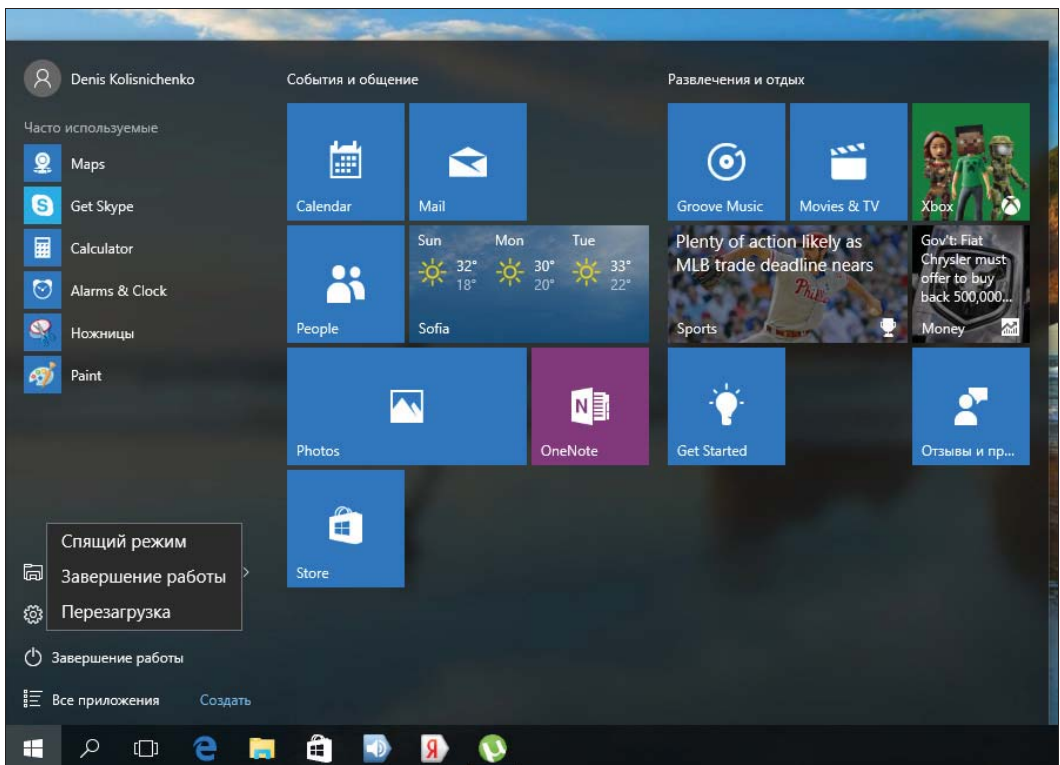 Denis Kolisnichenko
Часто используемые
Maps
Get Skype
Calculator
Alarms & Clock
Ножницы
Paint
Спящий режим
Завершение работы
Перезагрузка
Завершение работы
Все приложения
Создать
События и общение
Calendar
Mail
People
Sun Mon Tue
32° 30° 33°
18° 20° 22°
Sofia
Photos
N
OneNote
Store
Развлечения и отдых
Groove Music
Movies & TV
Xbox
Plenty of action likely as
MLB trade deadline nears
Phillies
Sports
Gov't: Fiat
Chrysler must
offer to buy
back 500,000...
Money
Get Started
Отзывы и пр...
S
Я